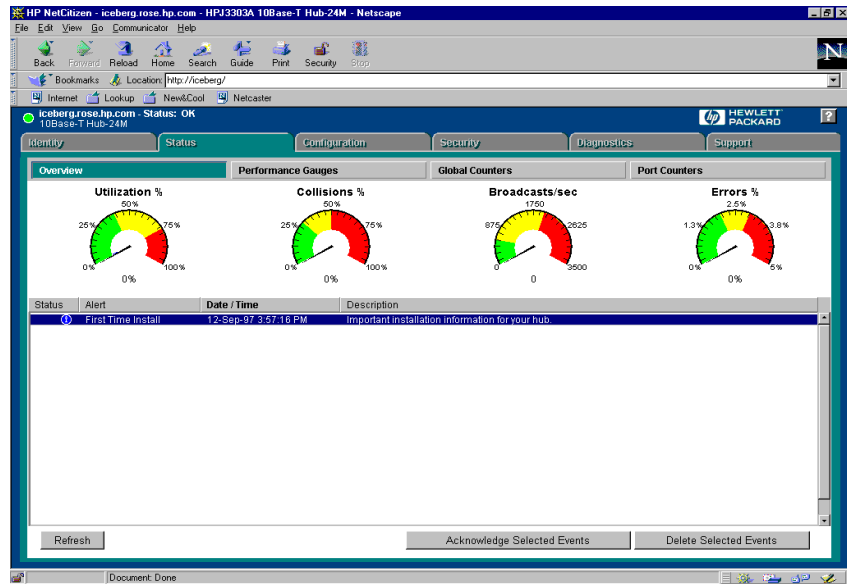 HP NetCitizen - iceberg.rose.hp.com - HPJ3303A 10Base-T Hub-24M - Netscape
File Edit View Go Communicator Help
Back Forward Reload Home Search Guide Print Security Stop
N
Bookmarks Location: http://iceberg/
Internet Lookup New&Cool Netcaster
iceberg.rose.hp.com - Status: OK
10Base-T Hub-24M
hp HEWLETT PACKARD
?
Identity Status Configuration Security Diagnostics Support
Overview Performance Gauges Global Counters Port Counters
Utilization % Collisions % Broadcasts/sec Errors %
50% 50% 1750 2.5%
25% 75% 25% 75% 875 2625 1.3% 3.8%
0% 100% 0% 100% 0 3500 0% 5%
0% 0% 0 0%
Status Alert Date / Time Description
First Time Install 12-Sep-97 3:57:16 PM Important installation information for your hub.
Refresh Acknowledge Selected Events Delete Selected Events
Document: Done